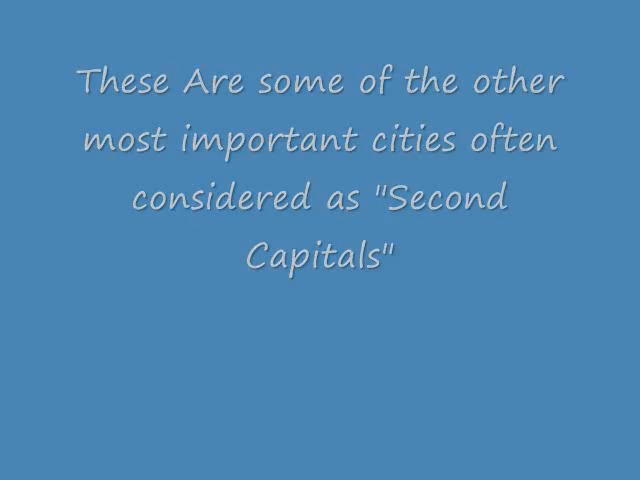 These Are some of the other
most important cities often
considered as "Second
Capitals"